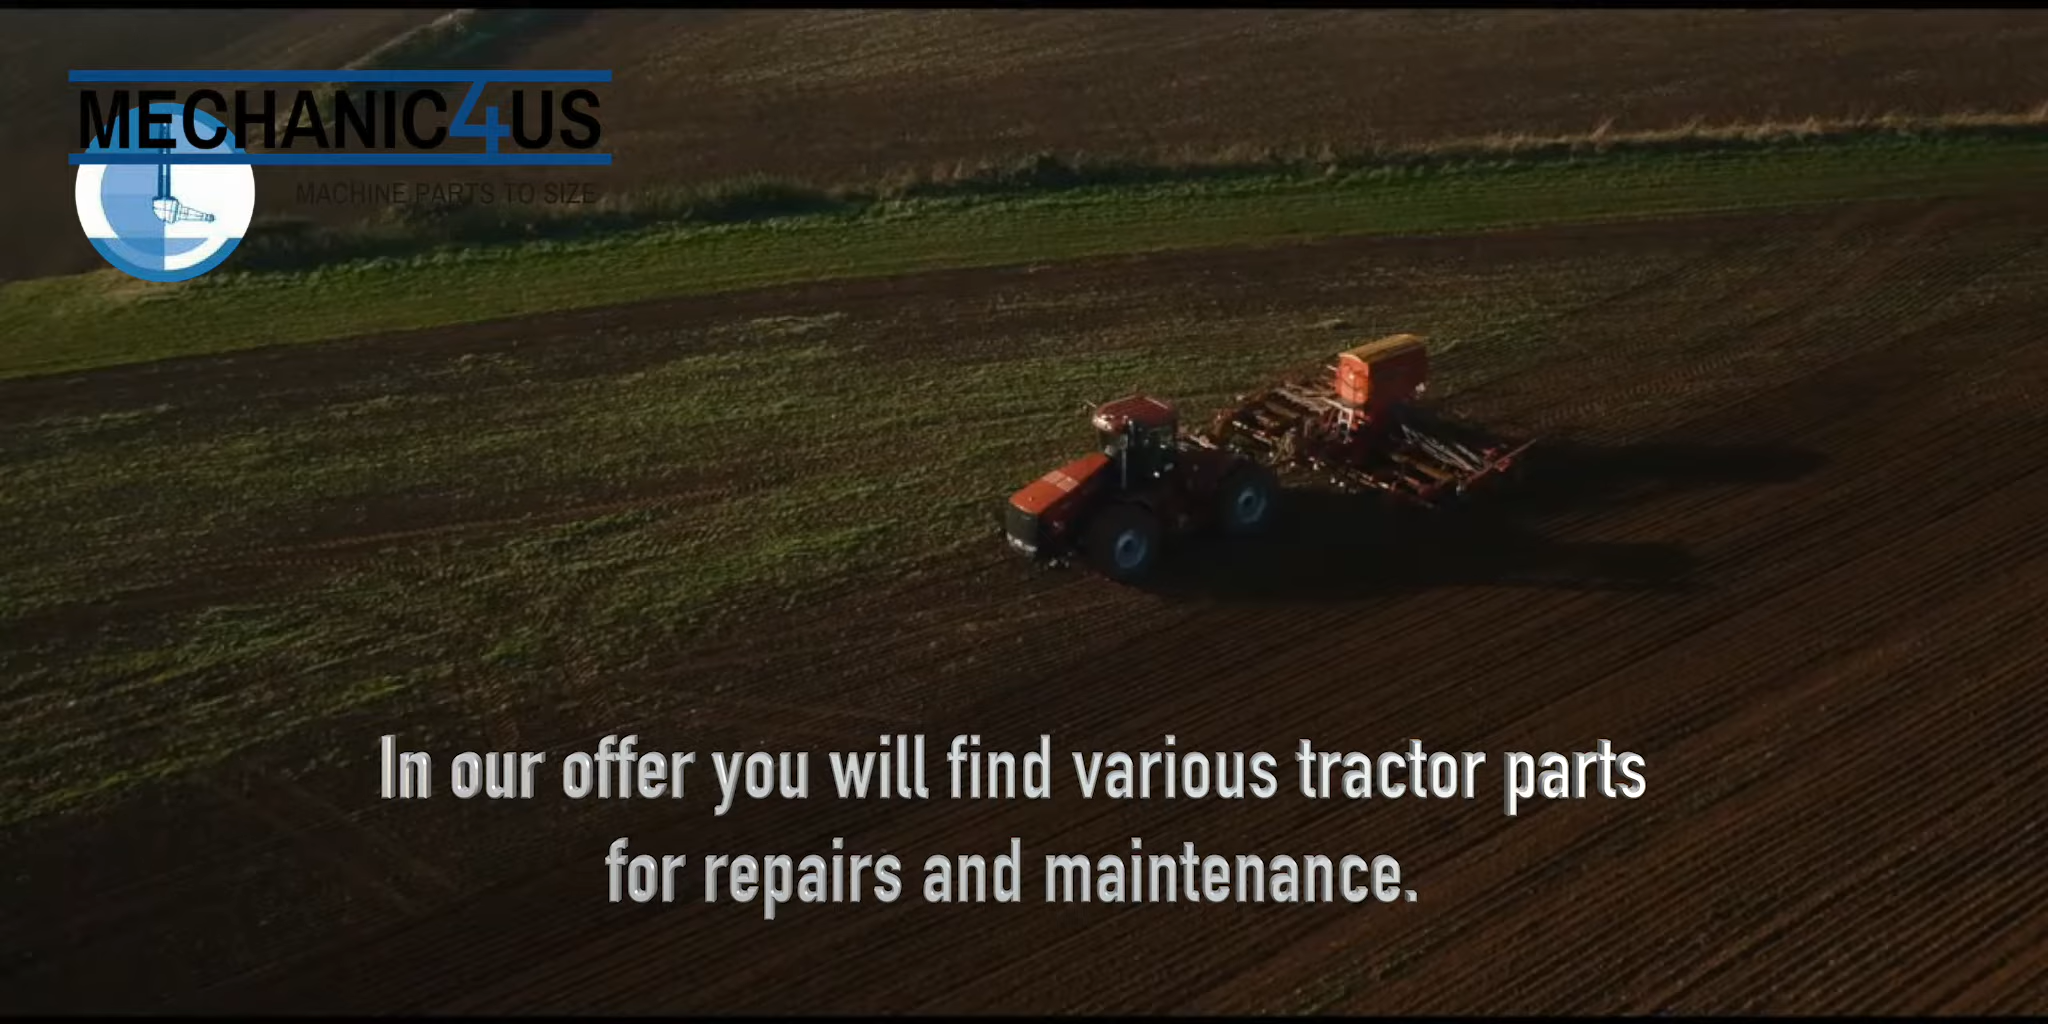 MECHANIC4US
MACHINE PARTS TO SIZE
In our offer you will find various tractor parts
for repairs and maintenance.